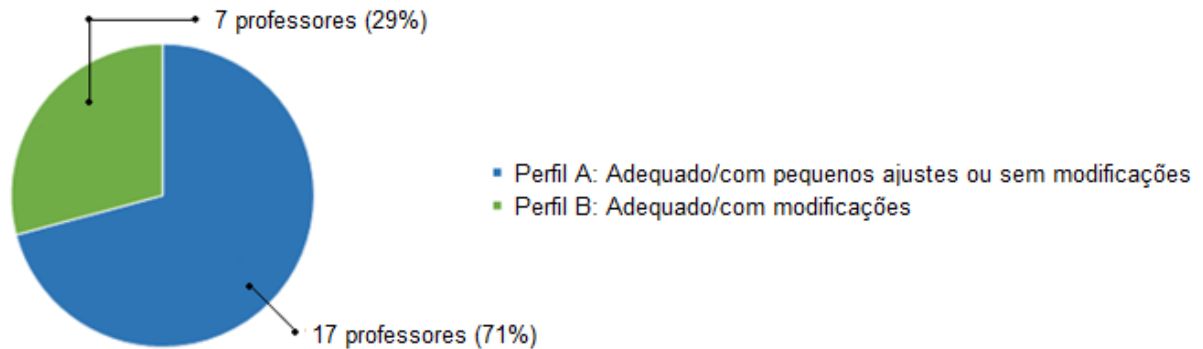 7 professores (29%)
Perfil A: Adequado/com pequenos ajustes ou sem modificações
Perfil B: Adequado/com modificações
17 professores (71%)